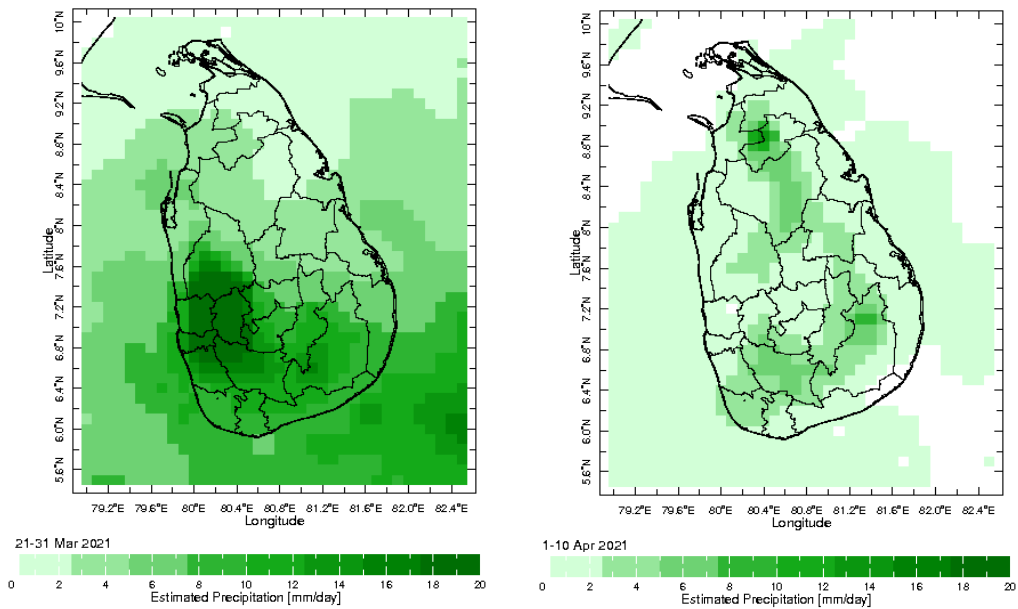 10°N
9.6°N
9.2°N
8.8°N
8.4°N
8°N
7.6°N
7.2°N
6.8°N
6.4°N
6.0°N
5.6°N
Latitude
79.2°E 79.6°E 80°E 80.4°E 80.8°E 81.2°E 81.6°E 82.0°E
Longitude
21-31 Mar 2021
0 2 4 6 8 10 12 14 16 18 20
Estimated Precipitation [mm/day]
10°N
9.6°N
9.2°N
8.8°N
8.4°N
8°N
7.6°N
7.2°N
6.8°N
6.4°N
6.0°N
5.6°N
Latitude
79.2°E 79.6°E 80°E 80.4°E 80.8°E 81.2°E 81.6°E 82.0°E
Longitude
1-10 Apr 2021
0 2 4 6 8 10 12 14 16 18 20
Estimated Precipitation [mm/day]